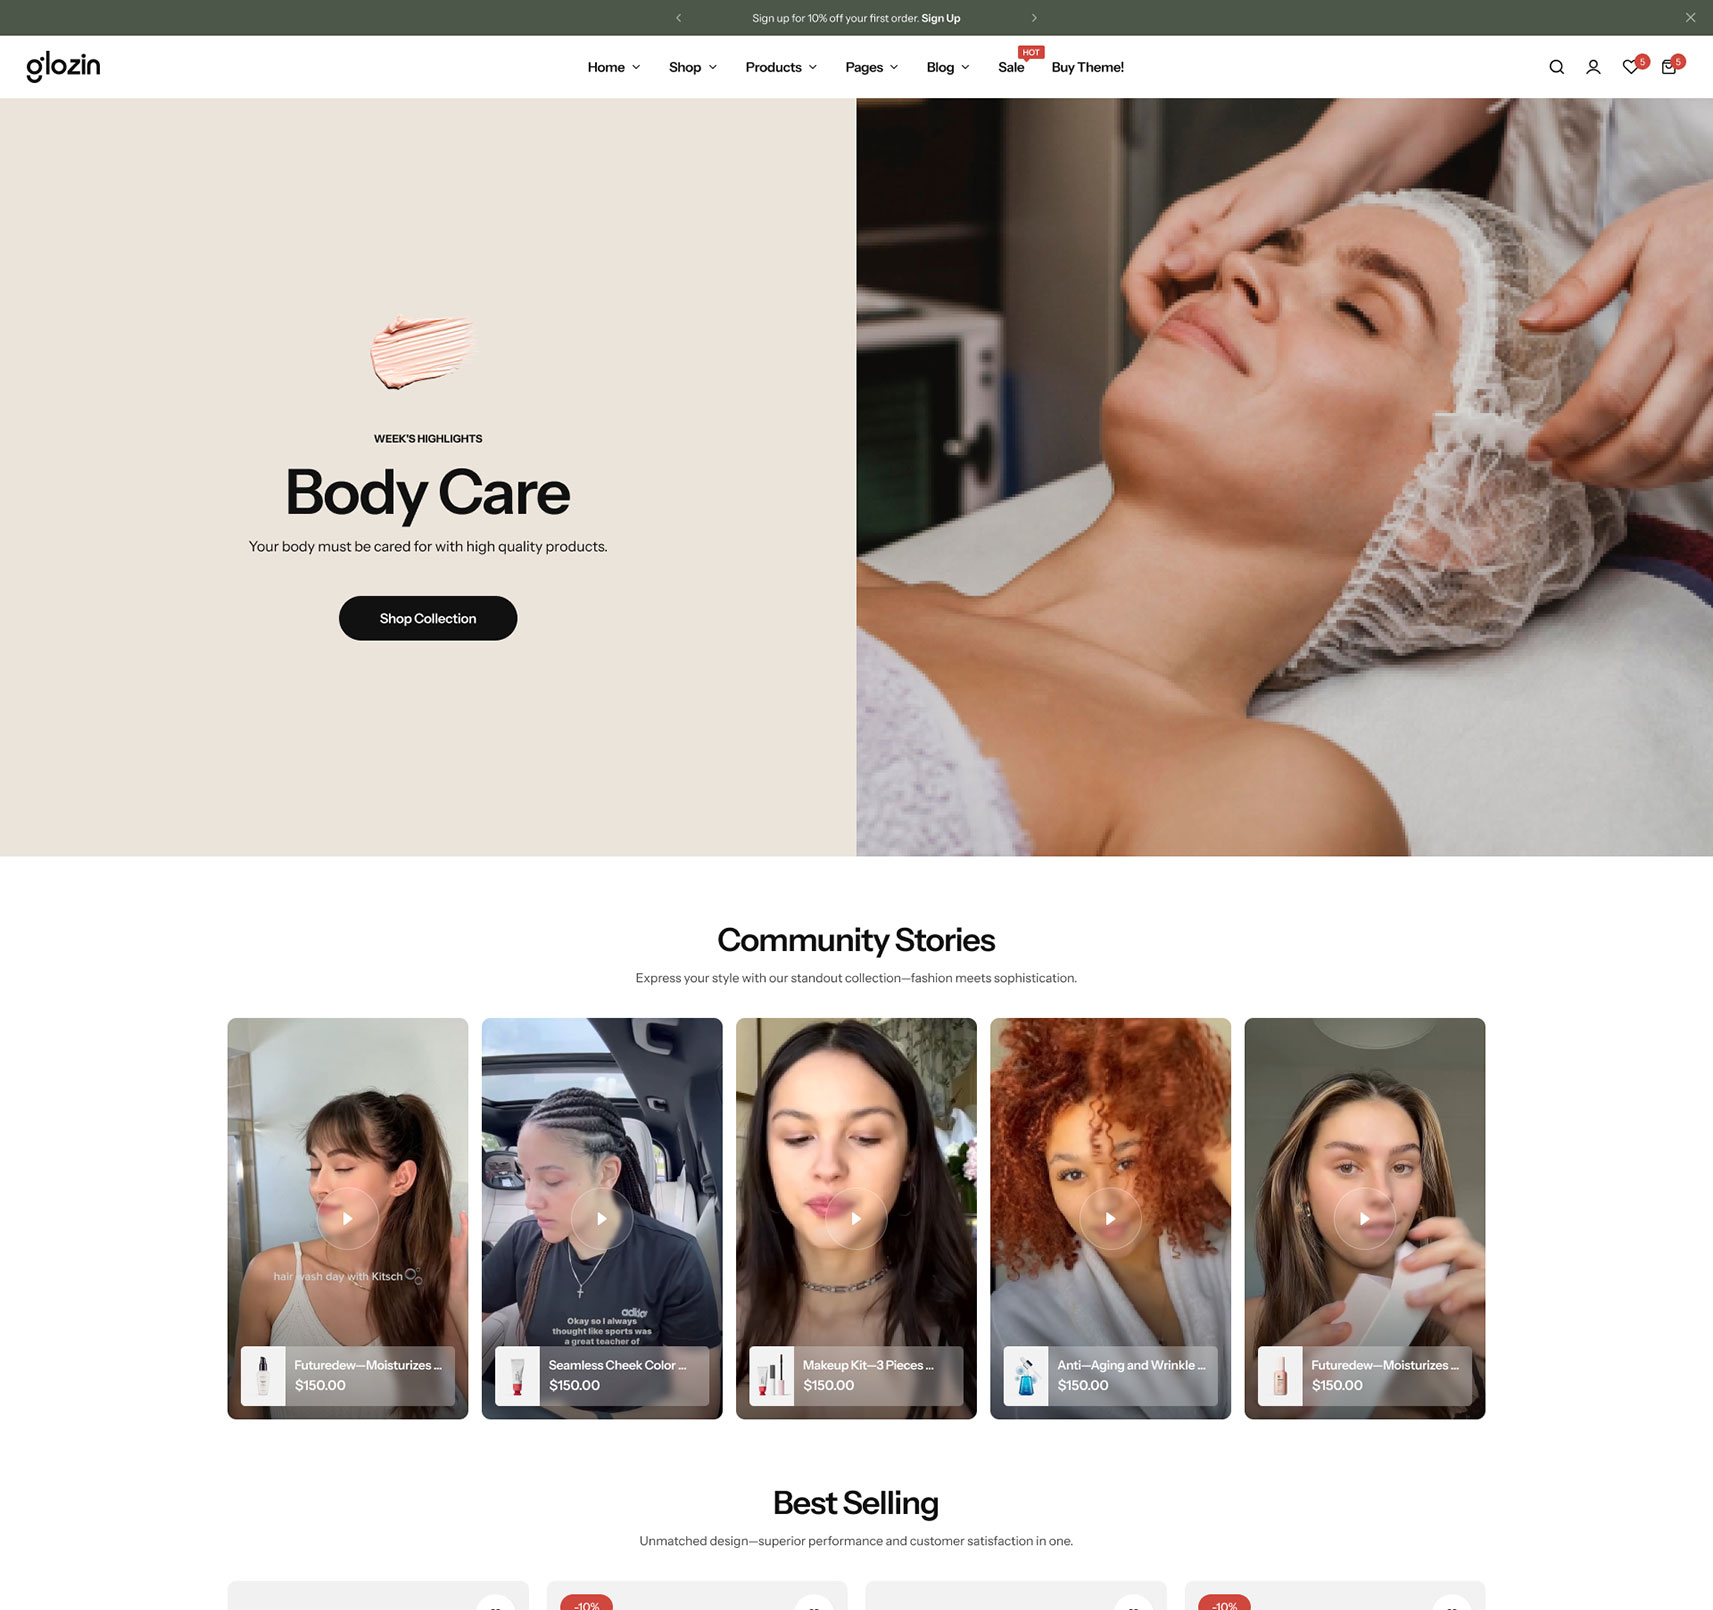 Sign up for 10% off your first order. Sign Up
glozin
Home
Shop
Products
Pages
Blog
Sale
HOT
Buy Theme!
5
5
WEEK'S HIGHLIGHTS
Body Care
Your body must be cared for with high quality products.
Shop Collection
Community Stories
Express your style with our standout collection—fashion meets sophistication.
hair wash day with Kitsch
Futuredew—Moisturizes ...
$150.00
adidas
Okay so I always
thought like sports was
a great teacher of
Seamless Cheek Color ...
$150.00
Makeup Kit—3 Pieces ...
$150.00
Anti—Aging and Wrinkle ...
$150.00
Futuredew—Moisturizes ...
$150.00
Best Selling
Unmatched design—superior performance and customer satisfaction in one.
-10%
-10%